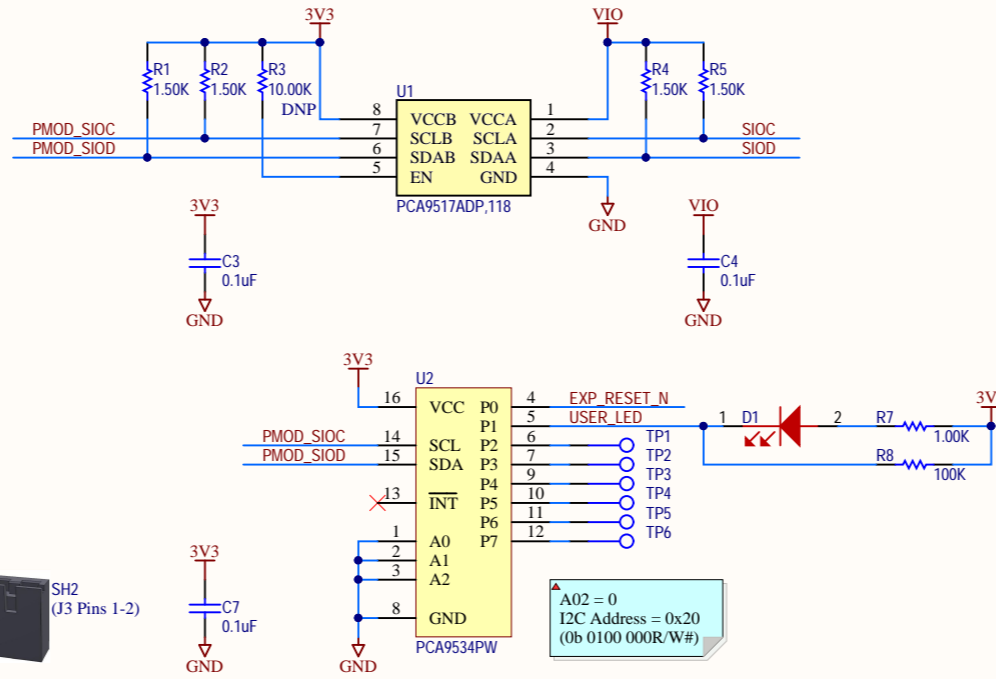 3V3
VIO
R1
1.50K
R2
1.50K
R3
10.00K
DNP
R4
1.50K
R5
1.50K
U1
8 VCCB VCCA 1
PMOD_SIOC 7 SCLB SCLA 2 SIOC
PMOD_SIOD 6 SDAB SDAA 3 SIOD
5 EN GND 4
PCA9517ADP,118
GND
3V3
C3
0.1uF
GND
VIO
C4
0.1uF
GND
3V3
U2
16 VCC P0 4 EXP_RESET_N
P1 5 USER_LED
PMOD_SIOC 14 SCL P2 6 TP1
PMOD_SIOD 15 SDA P3 7 TP2
P4 9 TP3
13 INT P5 10 TP4
P6 11 TP5
1 A0 P7 12 TP6
2 A1
3 A2
8 GND
PCA9534PW
GND
1 D1 2
R7
1.00K
R8
100K
3V
3V3
C7
0.1uF
GND
SH2
(J3 Pins 1-2)
A02 = 0
I2C Address = 0x20
(0b 0100 000R/W#)